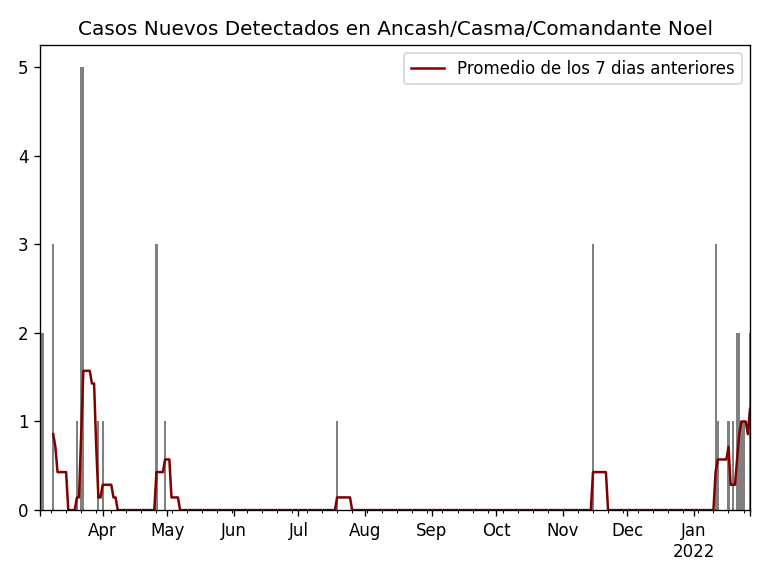 Casos Nuevos Detectados en Ancash/Casma/Comandante Noel
Promedio de los 7 dias anteriores
5
4
3
2
1
0
Apr May Jun Jul Aug Sep Oct Nov Dec Jan
2022